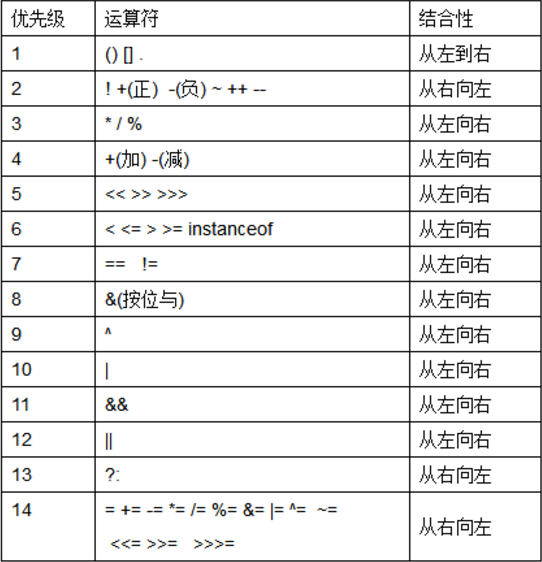 优先级 运算符 结合性
1 () [] . 从左到右
2 ! +(正) -(负) ~ ++ -- 从右向左
3 * / % 从左向右
4 +(加) -(减) 从左向右
5 << >> >>> 从左向右
6 < <= > >= instanceof 从左向右
7 == != 从左向右
8 &(按位与) 从左向右
9 ^ 从左向右
10 | 从左向右
11 && 从左向右
12 || 从左向右
13 ?: 从右向左
14 = += -= *= /= %= &= |= ^= ~= 从右向左
<<= >>= >>>=